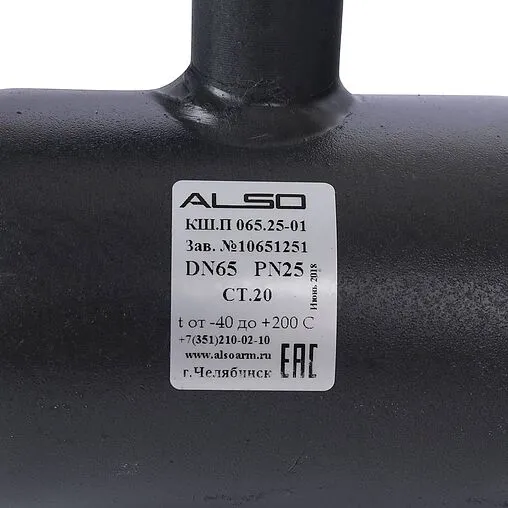 ALSO
КШ.П 065.25-01
Зав. №10651251
DN65 PN25
Июнь 2018
СТ.20
t от -40 до +200 С
+7(351)210-02-10
www.alsoarm.ru
г.Челябинск
ЕАС